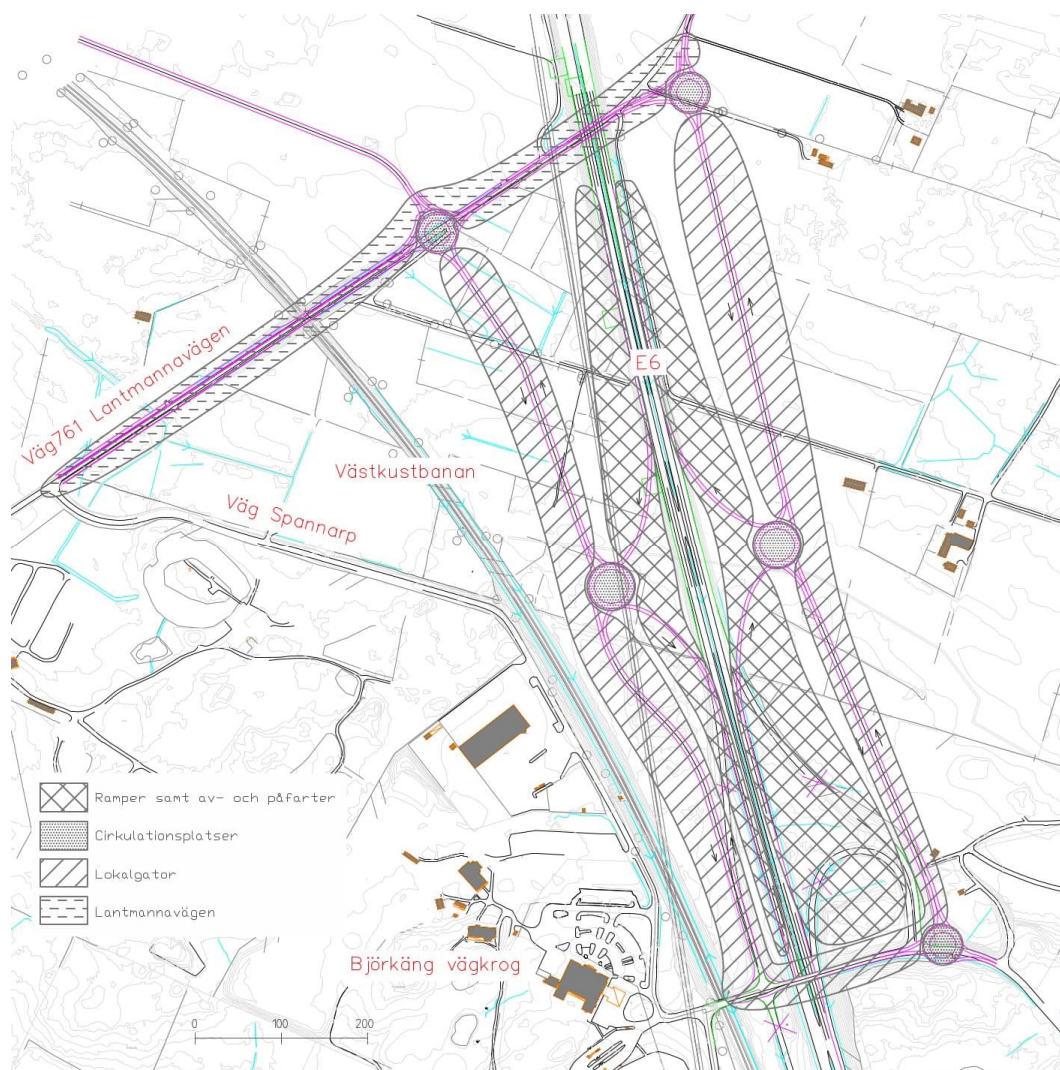 E6
Väg761 Lantmannavägen
Västkustbanan
Väg Spannarp
Ramper samt av- och påfarter
Cirkulationsplatser
Lokalgator
Lantmannavägen
Björkäng vägkrog
0 100 200